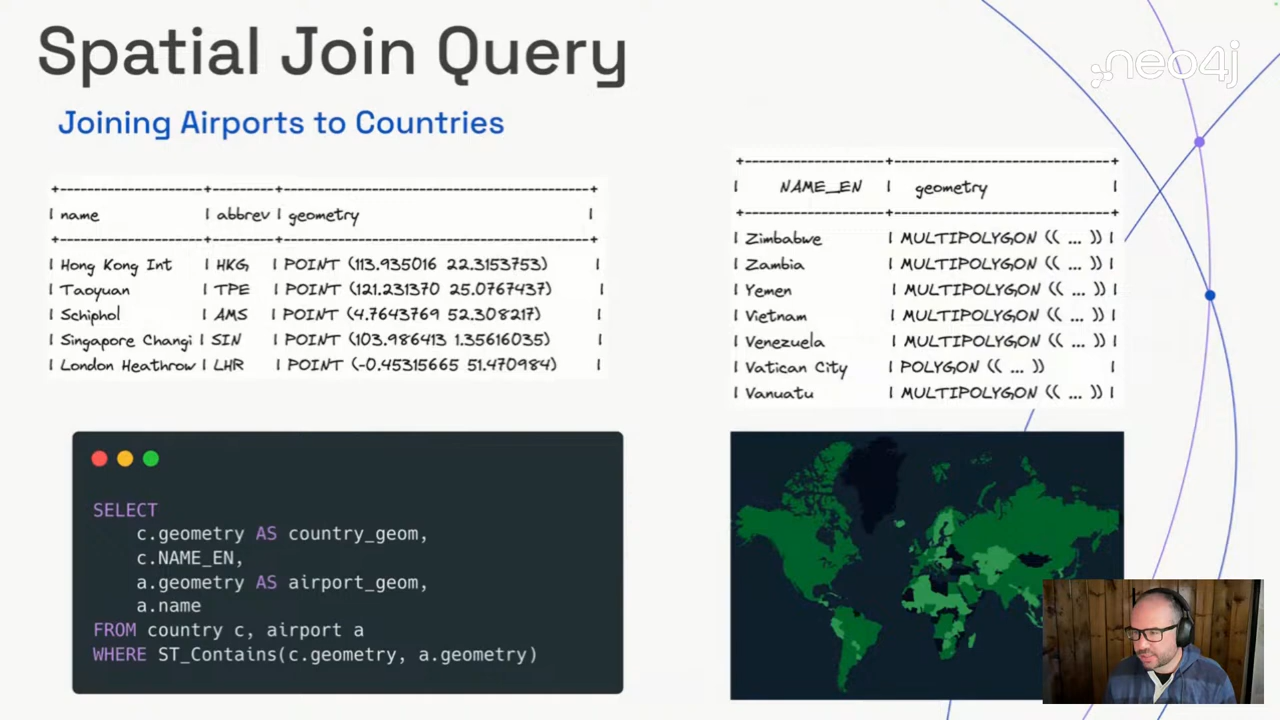 Spatial Join Query
neo4j
Joining Airports to Countries
+---------------------+--------+----------------------------------+
| name | abbrev | geometry |
+---------------------+--------+----------------------------------+
| Hong Kong Int | HKG | POINT (113.935016 22.3153753) |
| Taoyuan | TPE | POINT (121.231370 25.0767437) |
| Schiphol | AMS | POINT (4.7643769 52.308217) |
| Singapore Changi | SIN | POINT (103.986413 1.35616035) |
| London Heathrow | LHR | POINT (-0.45315665 51.470984) |
+---------------------+-------------------------------+
| NAME_EN | geometry |
+---------------------+-------------------------------+
| Zimbabwe | MULTIPOLYGON (( ... )) |
| Zambia | MULTIPOLYGON (( ... )) |
| Yemen | MULTIPOLYGON (( ... )) |
| Vietnam | MULTIPOLYGON (( ... )) |
| Venezuela | MULTIPOLYGON (( ... )) |
| Vatican City | POLYGON (( ... )) |
| Vanuatu | MULTIPOLYGON (( ... )) |
SELECT
c.geometry AS country_geom,
c.NAME_EN,
a.geometry AS airport_geom,
a.name
FROM country c, airport a
WHERE ST_Contains(c.geometry, a.geometry)